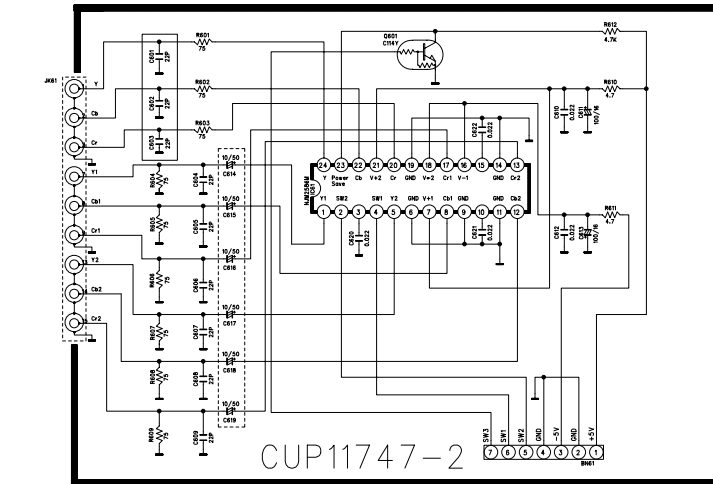 R612
4.7K
Q601
C114Y
R601
75
C601
22P
JK61
Y
R602
75
R610
4.7
Cb
C602
22P
C610
0.022
C611
100/16
R603
75
Cr
C603
22P
C622
0.022
10/50
C614
24 23 22 21 20 19 18 17 16 15 14 13
Y Power Save Cb V+2 Cr GND V-2 Cb1 V-1 GND Cr2
Y1
R604
75
C604
22P
NJM2586M
IC61
10/50
C615
Y1 SW2 SW1 Y2 GND V+1 Cr1 GND Cb2
1 2 3 4 5 6 7 8 9 10 11 12
Cb1
R605
75
C605
22P
R611
4.7
C620
0.022
C621
0.022
C612
0.022
C613
100/16
Cr1
10/50
C616
R606
75
C606
22P
Y2
10/50
C617
R607
75
C607
22P
Cb2
10/50
C618
R608
75
C608
22P
Cr2
10/50
C619
R609
75
C609
22P
SW3 SW1 SW2 GND -5V GND +5V
7 6 5 4 3 2 1
BN61
CUP11747-2